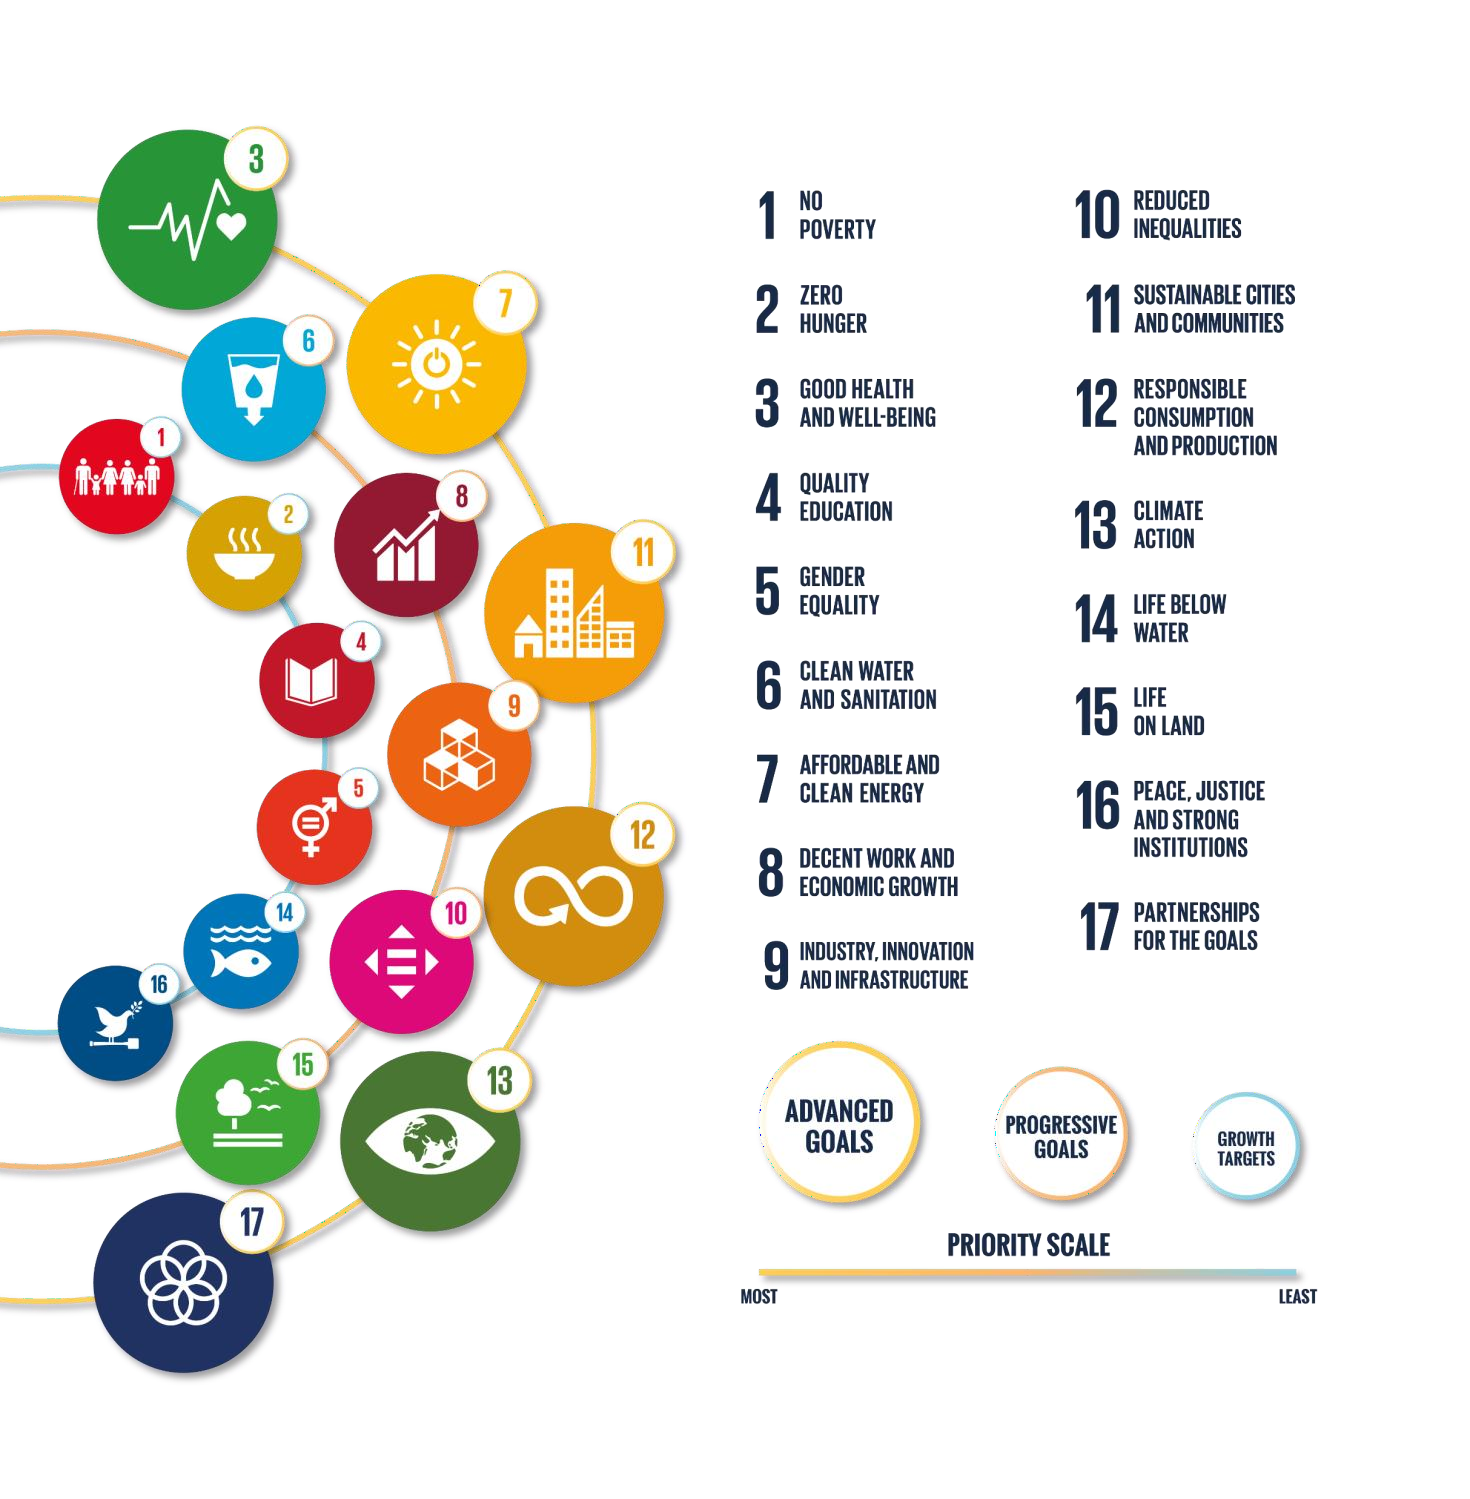 3
7
6
1
8
2
11
4
9
5
12
14
10
16
15
13
17
1 NO
POVERTY
2 ZERO
HUNGER
3 GOOD HEALTH
AND WELL-BEING
4 QUALITY
EDUCATION
5 GENDER
EQUALITY
6 CLEAN WATER
AND SANITATION
7 AFFORDABLE AND
CLEAN ENERGY
8 DECENT WORK AND
ECONOMIC GROWTH
9 INDUSTRY, INNOVATION
AND INFRASTRUCTURE
10 REDUCED
INEQUALITIES
11 SUSTAINABLE CITIES
AND COMMUNITIES
12 RESPONSIBLE
CONSUMPTION
AND PRODUCTION
13 CLIMATE
ACTION
14 LIFE BELOW
WATER
15 LIFE
ON LAND
16 PEACE, JUSTICE
AND STRONG
INSTITUTIONS
17 PARTNERSHIPS
FOR THE GOALS
ADVANCED
GOALS
PROGRESSIVE
GOALS
GROWTH
TARGETS
PRIORITY SCALE
MOST
LEAST